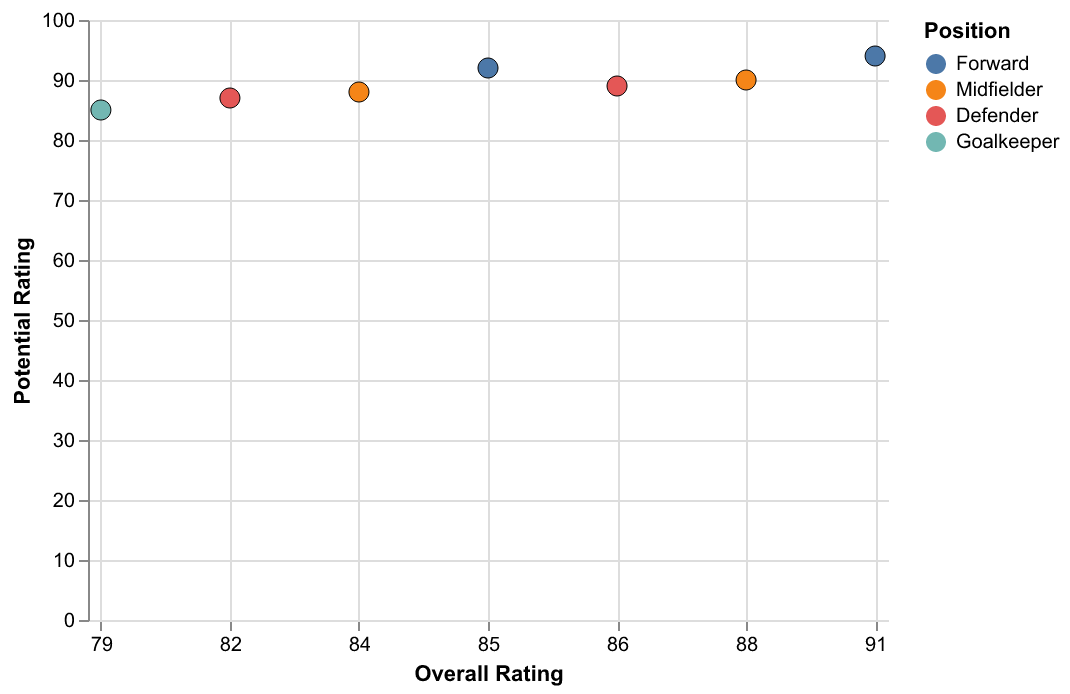 100
90
80
70
60
50
40
30
20
10
0
Potential Rating
79 82 84 85 86 88 91
Overall Rating
Position
Forward
Midfielder
Defender
Goalkeeper